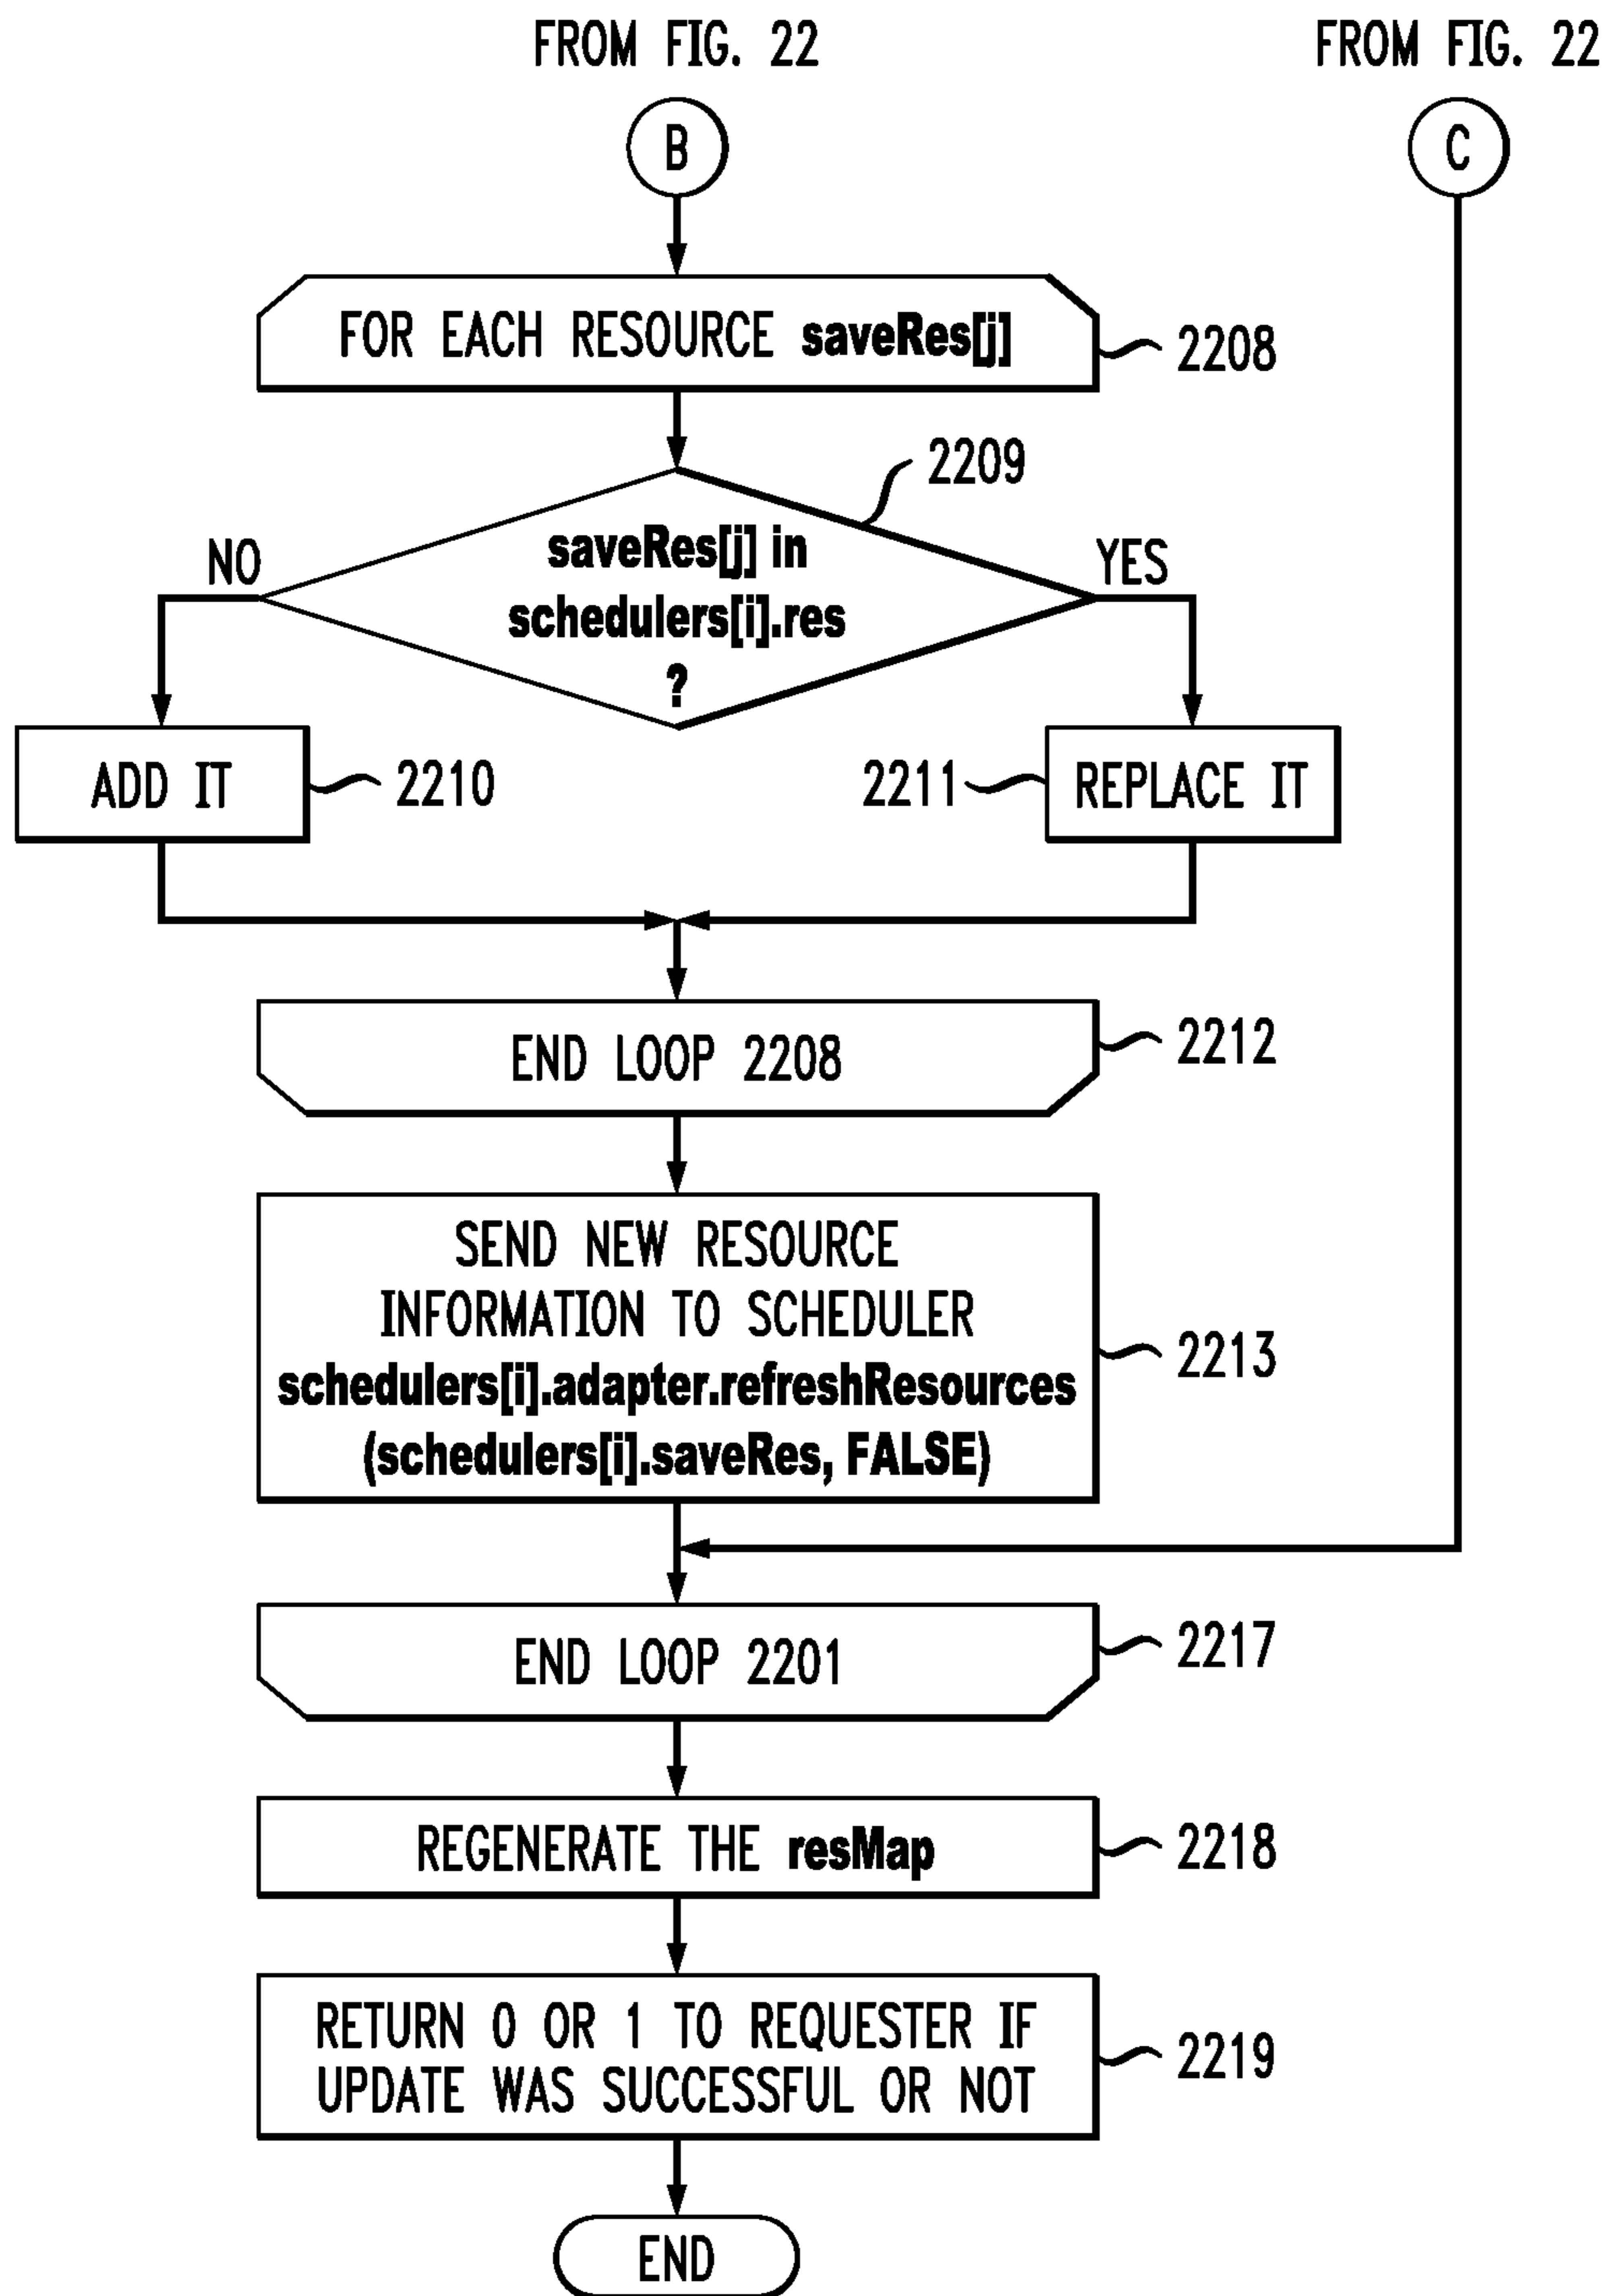 FROM FIG. 22
FROM FIG. 22
B
C
FOR EACH RESOURCE saveRes[j]
2208
2209
saveRes[j] in
schedulers[i].res
?
NO
YES
ADD IT
2210
2211
REPLACE IT
END LOOP 2208
2212
SEND NEW RESOURCE
INFORMATION TO SCHEDULER
schedulers[i].adapter.refreshResources
(schedulers[i].saveRes, FALSE)
2213
END LOOP 2201
2217
REGENERATE THE resMap
2218
RETURN 0 OR 1 TO REQUESTER IF
UPDATE WAS SUCCESSFUL OR NOT
2219
END